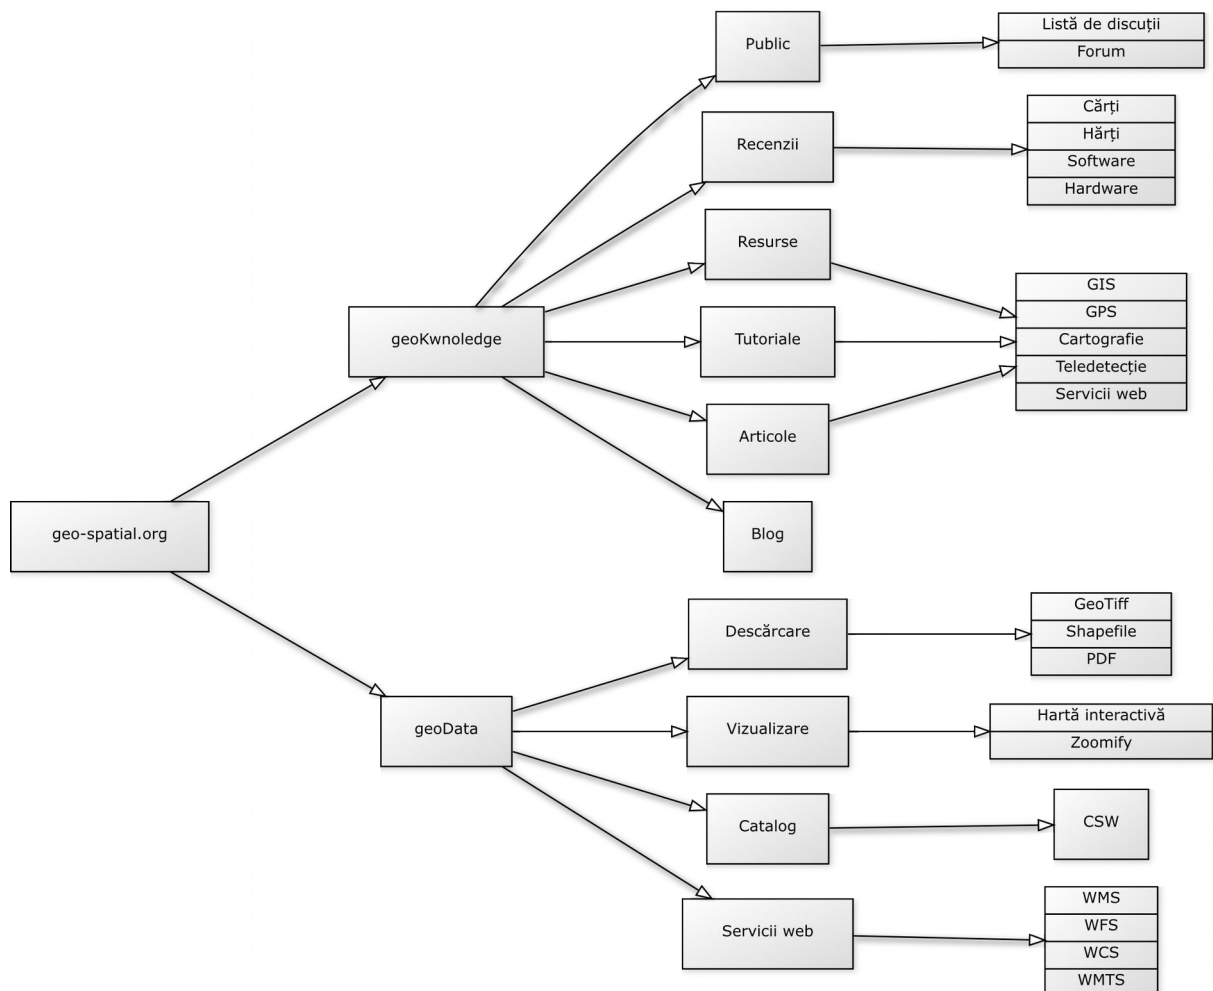 Public
Listă de discuții
Forum
Recenzii
Cărți
Hărți
Software
Hardware
Resurse
geoKwnoledge
Tutoriale
GIS
GPS
Cartografie
Teledetecție
Servicii web
Articole
geo-spatial.org
Blog
Descărcare
GeoTiff
Shapefile
PDF
geoData
Vizualizare
Hartă interactivă
Zoomify
Catalog
CSW
Servicii web
WMS
WFS
WCS
WMTS